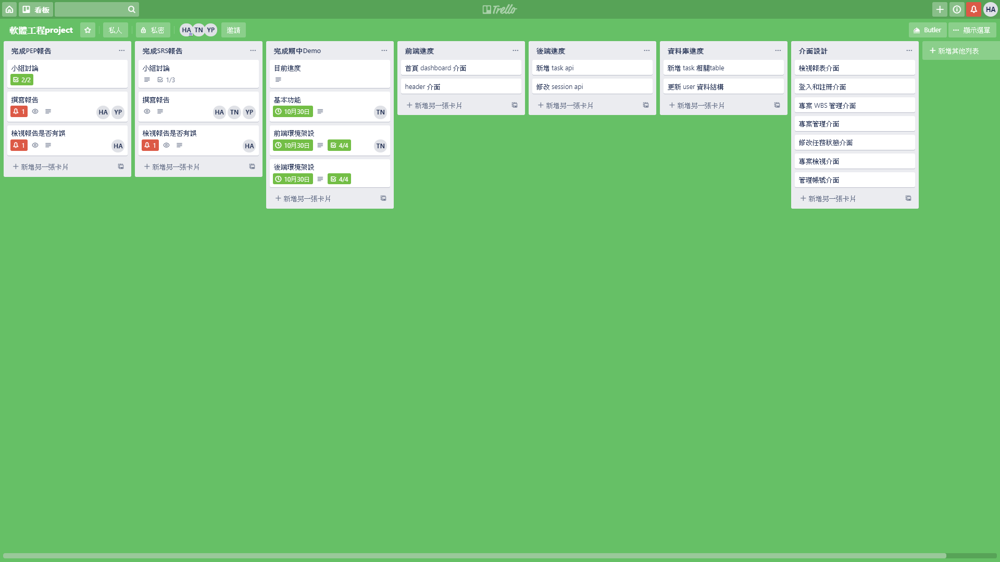 看板
Trello
HA
軟體工程project
私人
私密
HA TN YP
邀請
Butler
顯示選單
完成PEP報告
小組討論
2/2
撰寫報告
1
HA YP
檢視報告是否有誤
1
HA
新增另一張卡片
完成SRS報告
小組討論
1/3
撰寫報告
HA TN YP
檢視報告是否有誤
1
HA
新增另一張卡片
完成期中Demo
目前進度
基本功能
10月30日
TN
前端環境架設
10月30日 4/4
TN
後端環境架設
10月30日 4/4
新增另一張卡片
前端進度
首頁 dashboard 介面
header 介面
新增另一張卡片
後端進度
新增 task api
修改 session api
新增另一張卡片
資料庫進度
新增 task 相關table
更新 user 資料結構
新增另一張卡片
介面設計
檢視報表介面
登入和註冊介面
專案 WBS 管理介面
專案管理介面
修改任務狀態介面
專案檢視介面
管理帳號介面
新增另一張卡片
新增其他列表